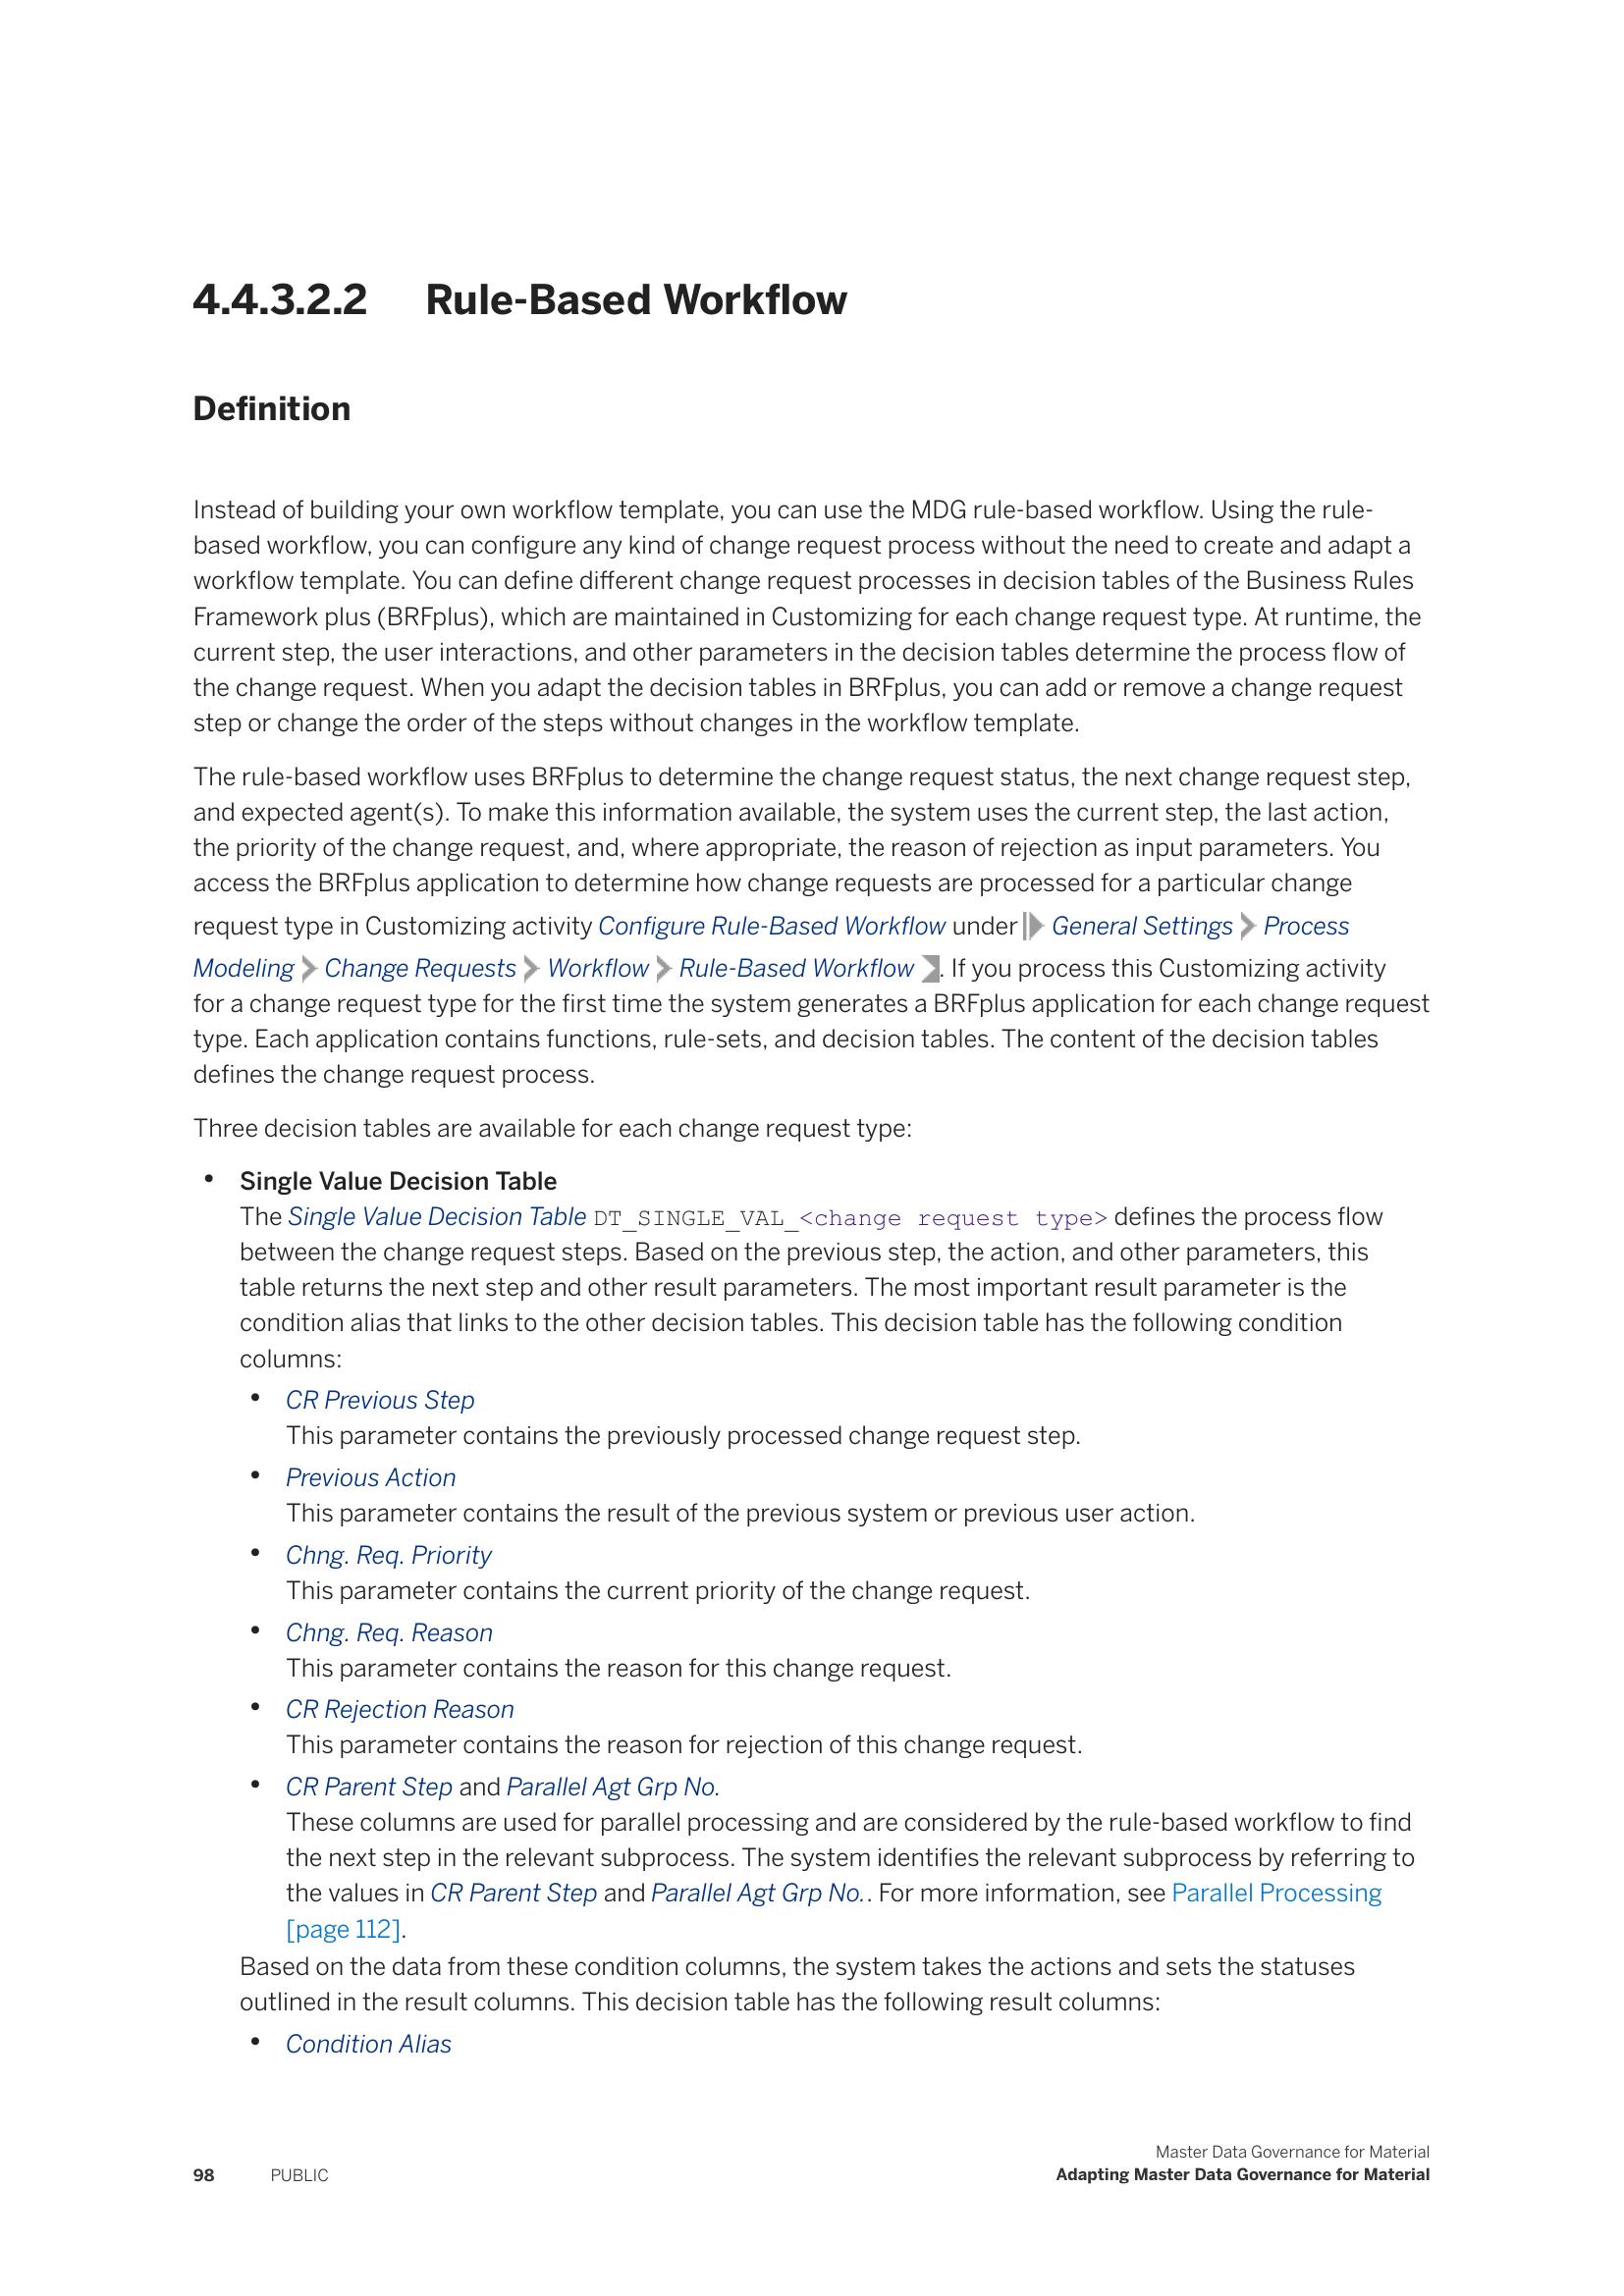 4.4.3.2.2 Rule-Based Workflow
Definition
Instead of building your own workflow template, you can use the MDG rule-based workflow. Using the rule-
based workflow, you can configure any kind of change request process without the need to create and adapt a
workflow template. You can define different change request processes in decision tables of the Business Rules
Framework plus (BRFplus), which are maintained in Customizing for each change request type. At runtime, the
current step, the user interactions, and other parameters in the decision tables determine the process flow of
the change request. When you adapt the decision tables in BRFplus, you can add or remove a change request
step or change the order of the steps without changes in the workflow template.
The rule-based workflow uses BRFplus to determine the change request status, the next change request step,
and expected agent(s). To make this information available, the system uses the current step, the last action,
the priority of the change request, and, where appropriate, the reason of rejection as input parameters. You
access the BRFplus application to determine how change requests are processed for a particular change
request type in Customizing activity Configure Rule-Based Workflow under General Settings Process
Modeling Change Requests Workflow Rule-Based Workflow . If you process this Customizing activity
for a change request type for the first time the system generates a BRFplus application for each change request
type. Each application contains functions, rule-sets, and decision tables. The content of the decision tables
defines the change request process.
Three decision tables are available for each change request type:
• Single Value Decision Table
The Single Value Decision Table DT_SINGLE_VAL_<change request type> defines the process flow
between the change request steps. Based on the previous step, the action, and other parameters, this
table returns the next step and other result parameters. The most important result parameter is the
condition alias that links to the other decision tables. This decision table has the following condition
columns:
• CR Previous Step
This parameter contains the previously processed change request step.
• Previous Action
This parameter contains the result of the previous system or previous user action.
• Chng. Req. Priority
This parameter contains the current priority of the change request.
• Chng. Req. Reason
This parameter contains the reason for this change request.
• CR Rejection Reason
This parameter contains the reason for rejection of this change request.
• CR Parent Step and Parallel Agt Grp No.
These columns are used for parallel processing and are considered by the rule-based workflow to find
the next step in the relevant subprocess. The system identifies the relevant subprocess by referring to
the values in CR Parent Step and Parallel Agt Grp No.. For more information, see Parallel Processing
[page 112].
Based on the data from these condition columns, the system takes the actions and sets the statuses
outlined in the result columns. This decision table has the following result columns:
• Condition Alias
Master Data Governance for Material
98 PUBLIC Adapting Master Data Governance for Material